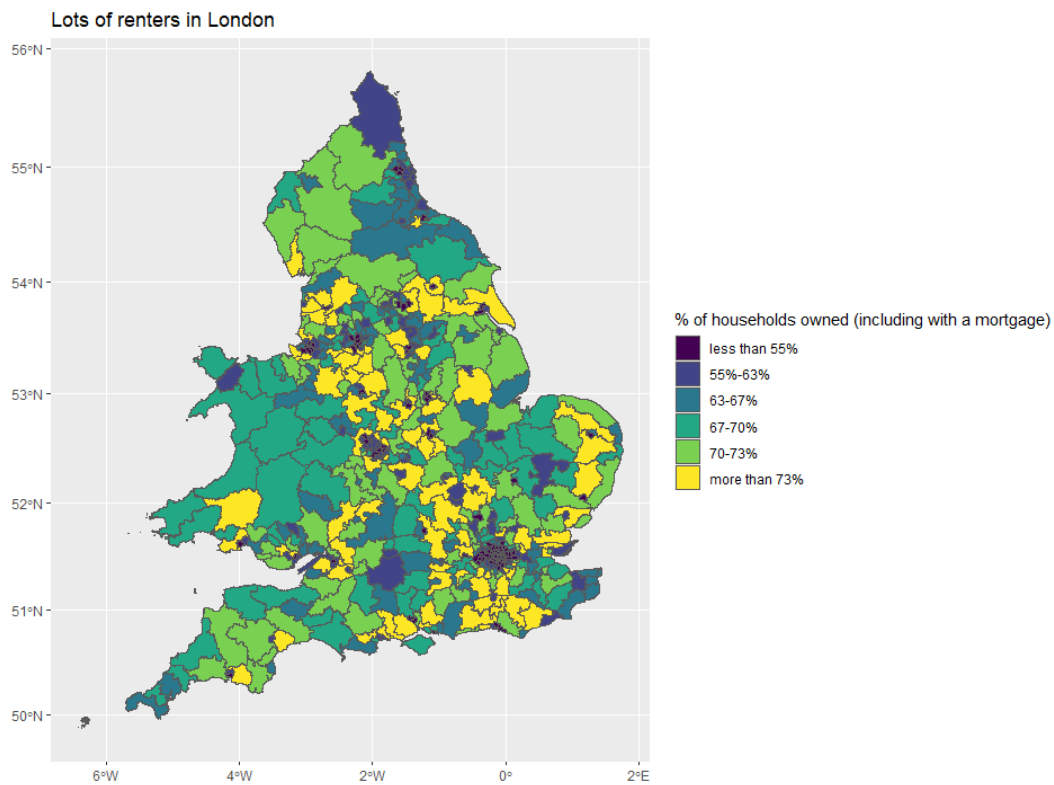 Lots of renters in London
56°N
55°N
54°N
53°N
52°N
51°N
50°N
6°W
4°W
2°W
0°
2°E
% of households owned (including with a mortgage)
less than 55%
55%-63%
63-67%
67-70%
70-73%
more than 73%